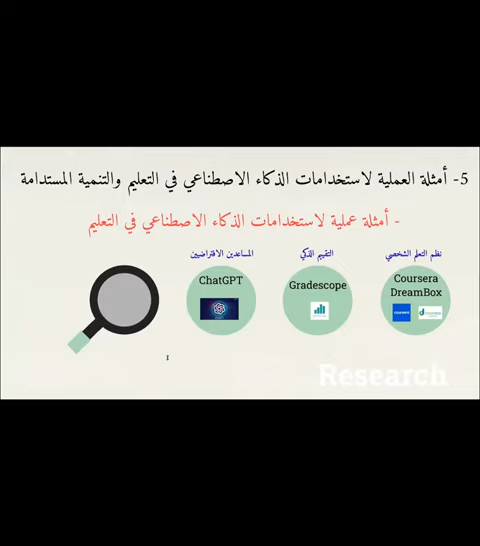 5- أمثلة العملية لاستخدامات الذكاء الاصطناعي في التعليم والتنمية المستدامة
- أمثلة عملية لاستخدامات الذكاء الاصطناعي في التعليم
نظم التعلم الشخصي
Coursera
DreamBox
التقييم الذكي
Gradescope
المساعدين الافتراضيين
ChatGPT
Research